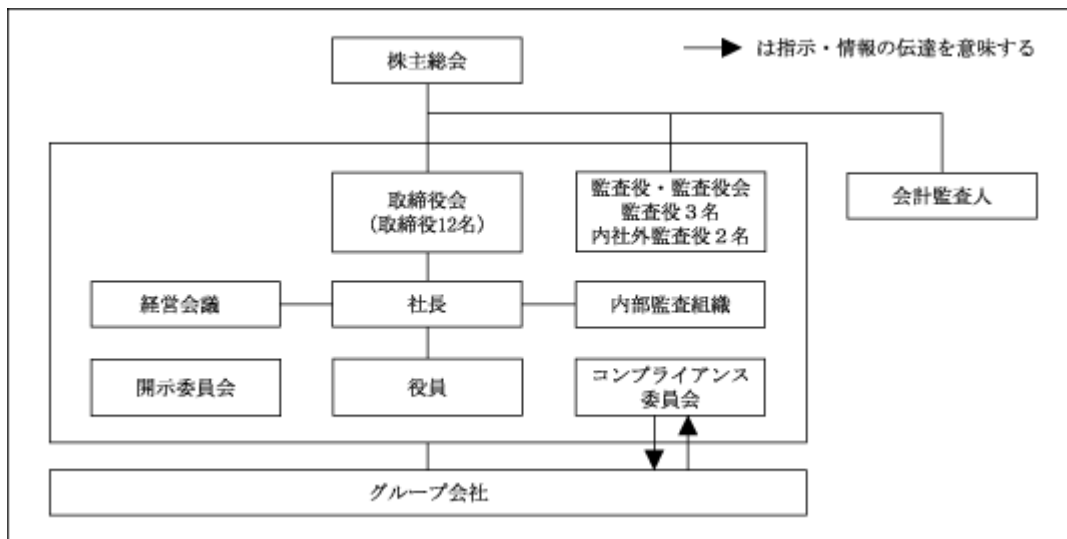 株主総会
は指示・情報の伝達を意味する
取締役会
(取締役12名)
監査役・監査役会
監査役3名
内社外監査役2名
会計監査人
経営会議
社長
内部監査組織
開示委員会
役員
コンプライアンス
委員会
グループ会社